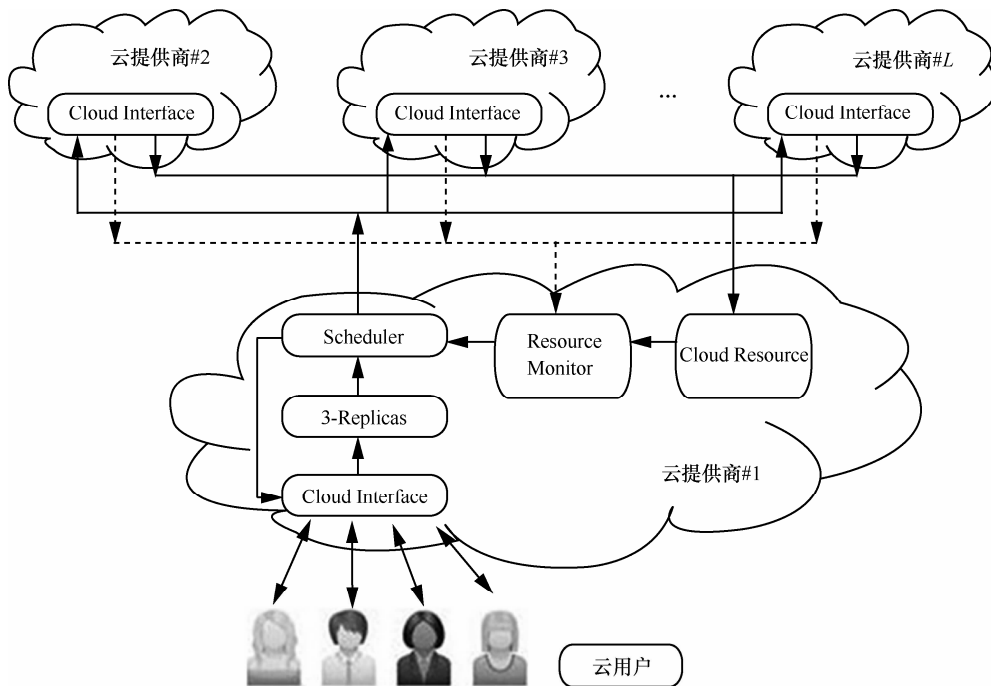 云提供商#2
云提供商#3
云提供商#L
Cloud Interface
Cloud Interface
...
Cloud Interface
Scheduler
Resource
Monitor
Cloud Resource
3-Replicas
云提供商#1
Cloud Interface
云用户